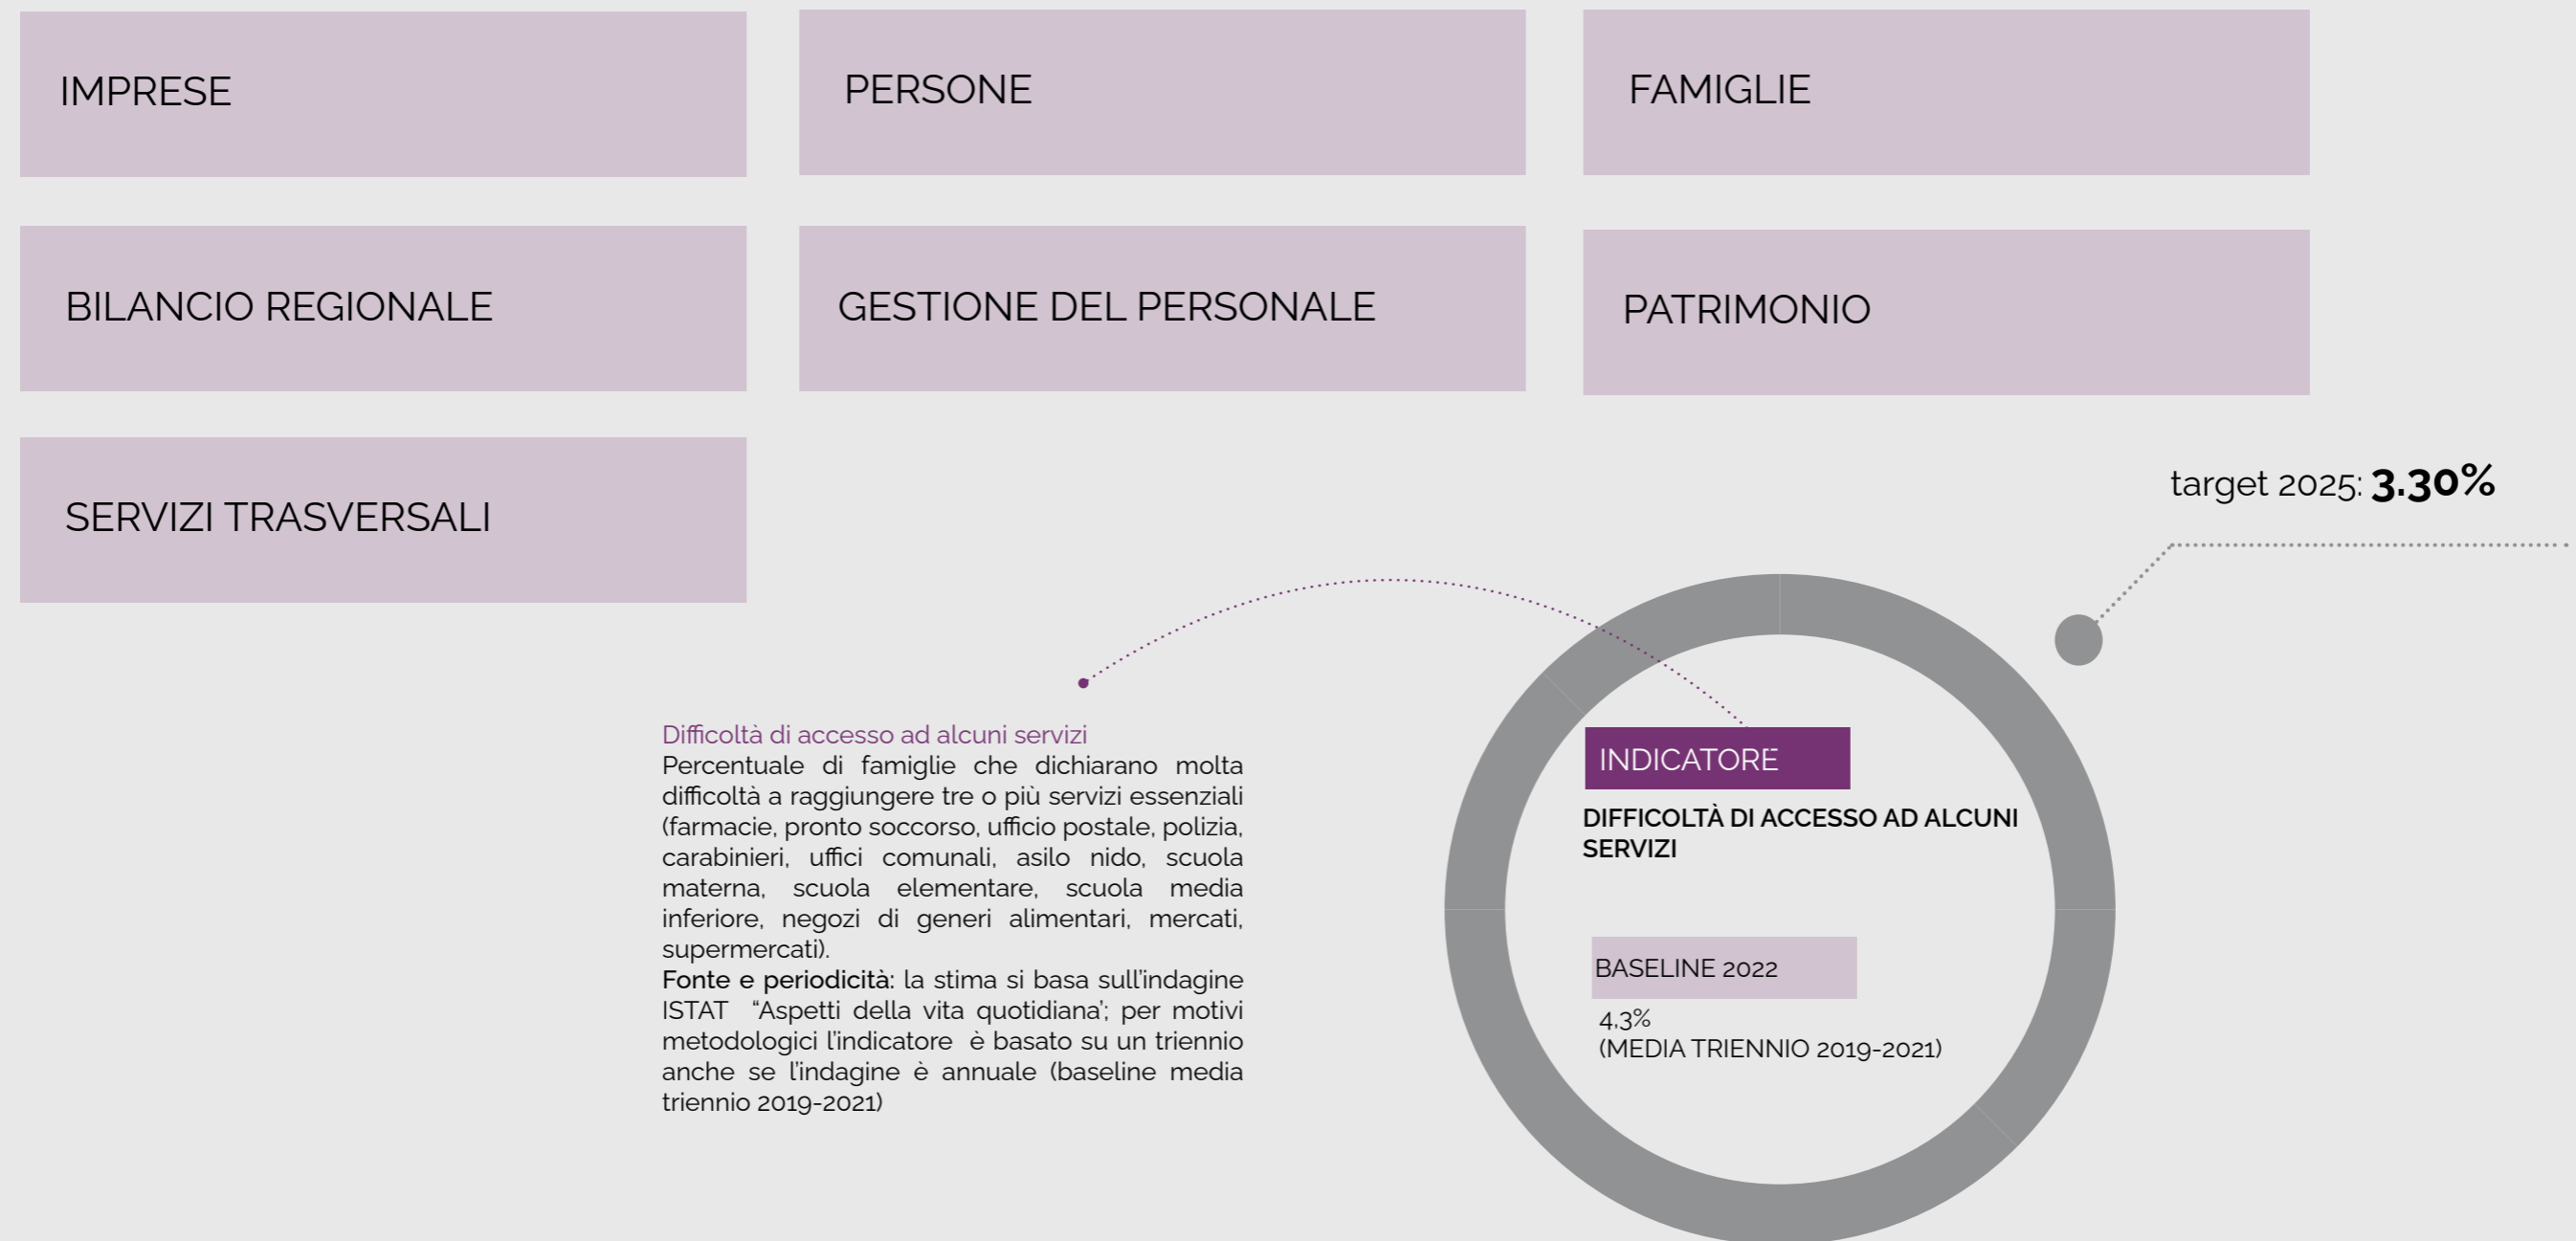 IMPRESE
PERSONE
FAMIGLIE
BILANCIO REGIONALE
GESTIONE DEL PERSONALE
PATRIMONIO
SERVIZI TRASVERSALI
target 2025: 3.30%
Difficoltà di accesso ad alcuni servizi
Percentuale di famiglie che dichiarano molta
difficoltà a raggiungere tre o più servizi essenziali
(farmacie, pronto soccorso, ufficio postale, polizia,
carabinieri, uffici comunali, asilo nido, scuola
materna, scuola elementare, scuola media
inferiore, negozi di generi alimentari, mercati,
supermercati).
Fonte e periodicità: la stima si basa sull'indagine
ISTAT “Aspetti della vita quotidiana’; per motivi
metodologici l'indicatore è basato su un triennio
anche se l'indagine è annuale (baseline media
triennio 2019-2021)
INDICATORE
DIFFICOLTÀ DI ACCESSO AD ALCUNI
SERVIZI
BASELINE 2022
4,3%
(MEDIA TRIENNIO 2019-2021)